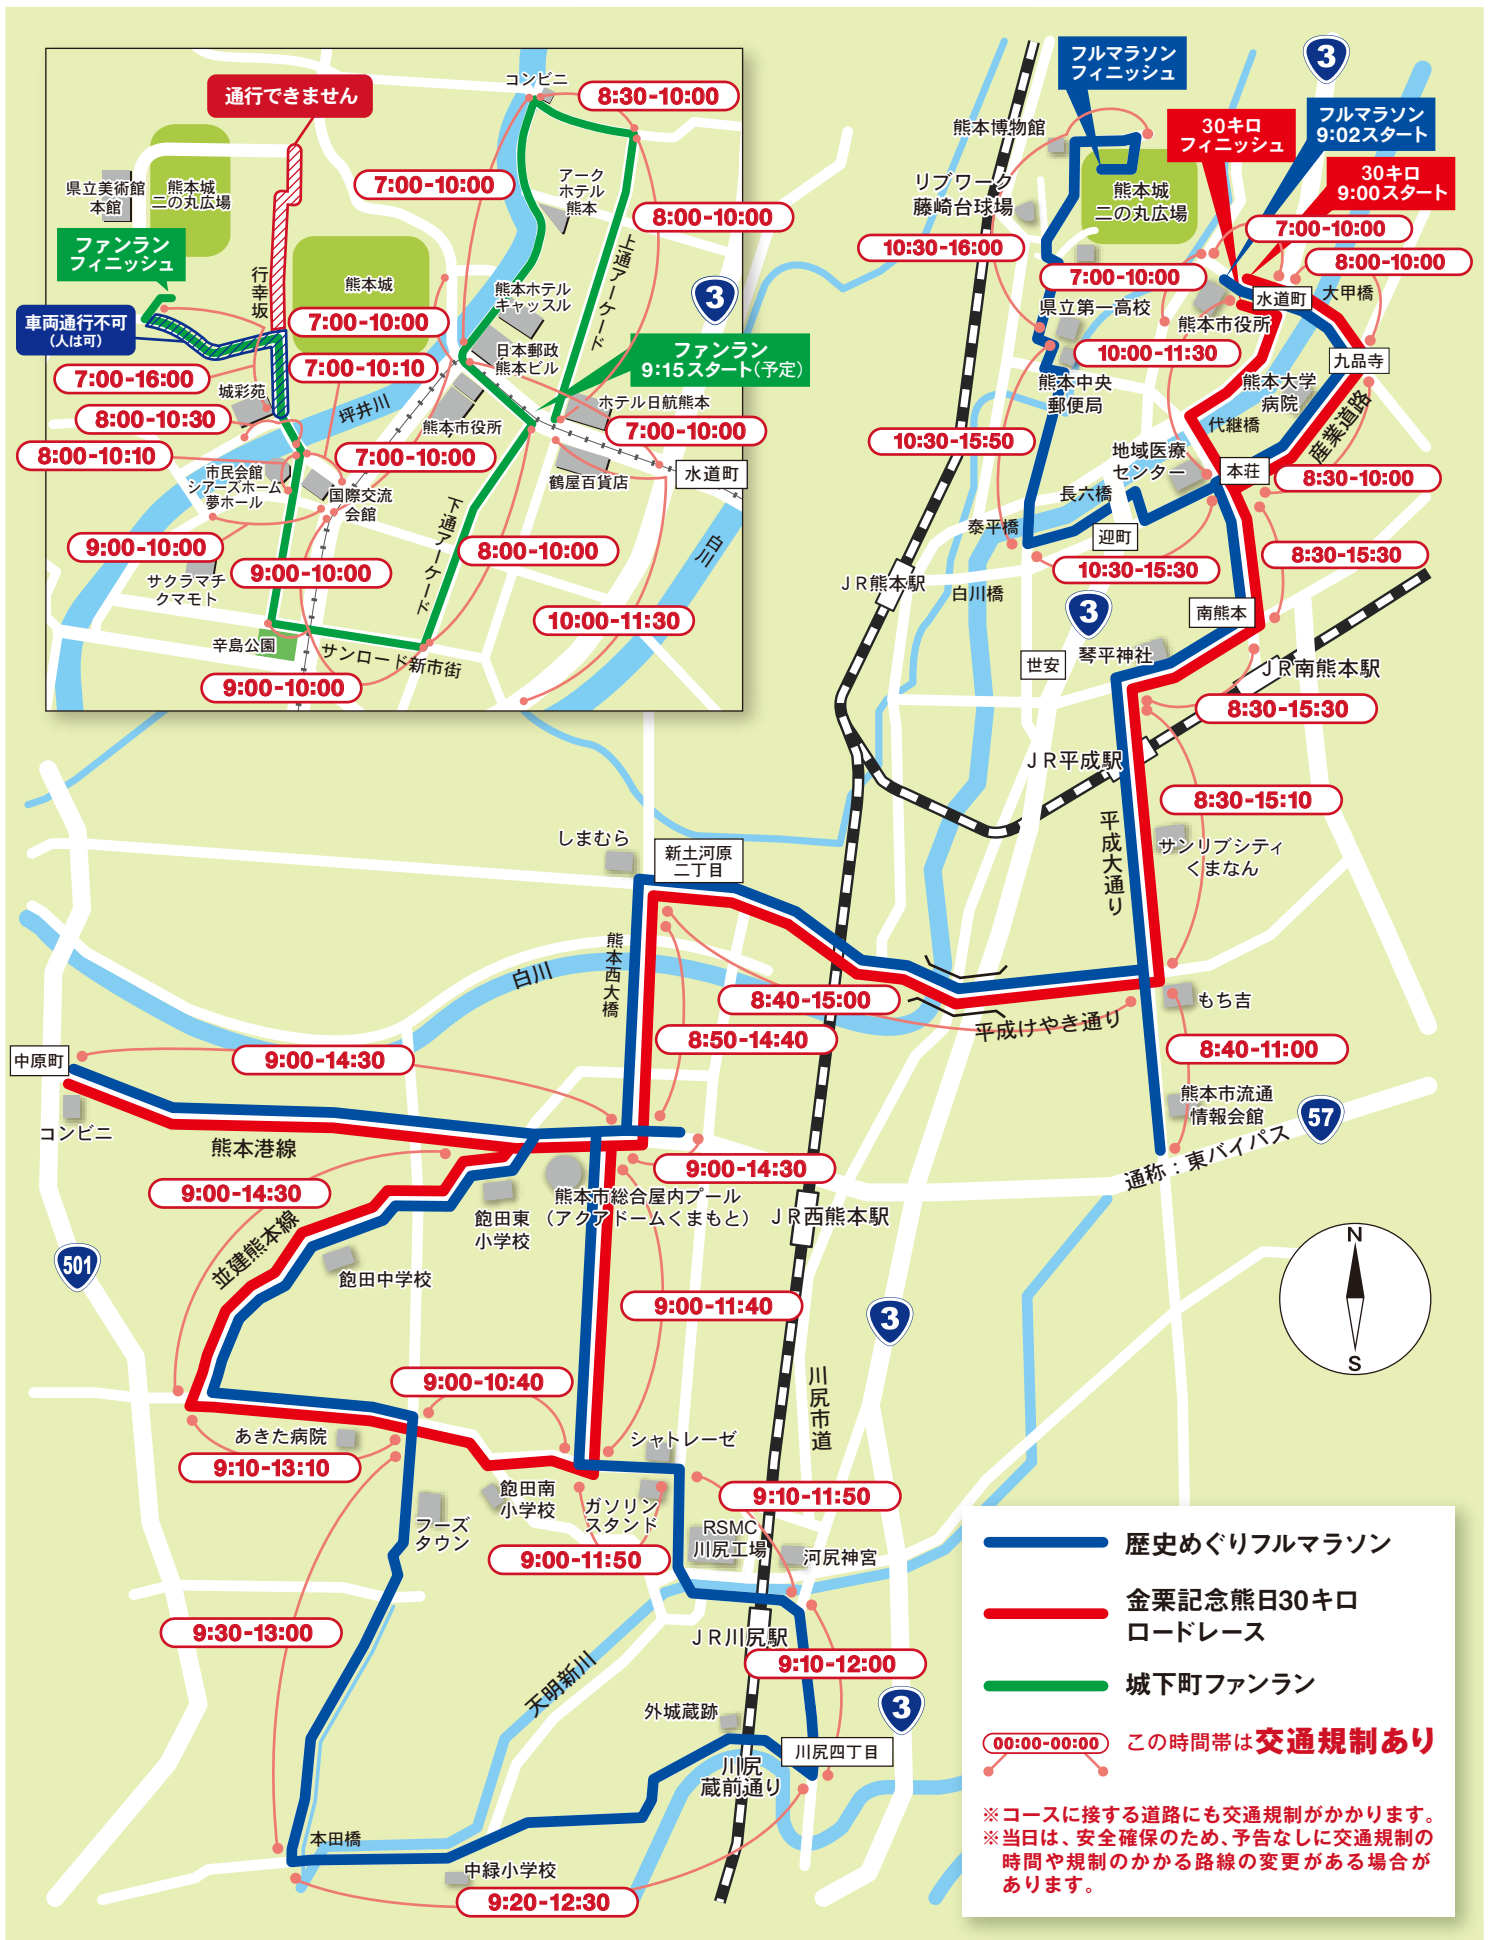 コンビニ
8:30-10:00
通行できません
7:00-10:00
アーク
ホテル
熊本
県立美術館
本館
熊本城
二の丸広場
8:00-10:00
上通アーケード
ファンラン
フィニッシュ
行幸坂
熊本城
熊本ホテル
キャッスル
3
車両通行不可
(人は可)
7:00-10:00
日本郵政
熊本ビル
ファンラン
9:15スタート(予定)
7:00-16:00
7:00-10:10
城彩苑
坪井川
ホテル日航熊本
8:00-10:30
熊本市役所
7:00-10:00
8:00-10:10
7:00-10:00
市民会館
シアーズホーム
夢ホール
国際交流
会館
鶴屋百貨店
水道町
下通アーケード
9:00-10:00
8:00-10:00
白川
サクラマチ
クマモト
9:00-10:00
10:00-11:30
辛島公園
サンロード新市街
9:00-10:00
フルマラソン
フィニッシュ
3
熊本博物館
30キロ
フィニッシュ
フルマラソン
9:02スタート
リブワーク
藤崎台球場
熊本城
二の丸広場
30キロ
9:00スタート
10:30-16:00
7:00-10:00
7:00-10:00
8:00-10:00
県立第一高校
水道町
大甲橋
熊本市役所
10:00-11:30
九品寺
熊本中央
郵便局
熊本大学
病院
代継橋
産業道路
10:30-15:50
地域医療
センター
本荘
8:30-10:00
長六橋
泰平橋
迎町
8:30-15:30
10:30-15:30
JR熊本駅
白川橋
3
南熊本
世安
琴平神社
JR南熊本駅
8:30-15:30
JR平成駅
8:30-15:10
平成大通り
サンリブシティ
くまなん
しまむら
新土河原
二丁目
熊本西大橋
白川
8:40-15:00
もち吉
平成けやき通り
8:50-14:40
8:40-11:00
中原町
9:00-14:30
コンビニ
熊本港線
熊本市流通
情報会館
57
通称:東バイパス
9:00-14:30
9:00-14:30
熊本市総合屋内プール
(アクアドームくまもと)
飽田東
小学校
JR西熊本駅
並建熊本線
501
飽田中学校
N
S
9:00-11:40
3
9:00-10:40
川尻市道
あきた病院
シャトレーゼ
9:10-13:10
飽田南
小学校
ガソリン
スタンド
9:10-11:50
フーズ
タウン
RSMC
川尻工場
河尻神宮
9:00-11:50
9:30-13:00
JR川尻駅
9:10-12:00
天明新川
外城蔵跡
3
川尻四丁目
川尻
蔵前通り
本田橋
中緑小学校
9:20-12:30
歴史めぐりフルマラソン
金栗記念熊日30キロ
ロードレース
城下町ファンラン
00:00-00:00 この時間帯は交通規制あり
※コースに接する道路にも交通規制がかかります。
※当日は、安全確保のため、予告なしに交通規制の
時間や規制のかかる路線の変更がある場合が
あります。